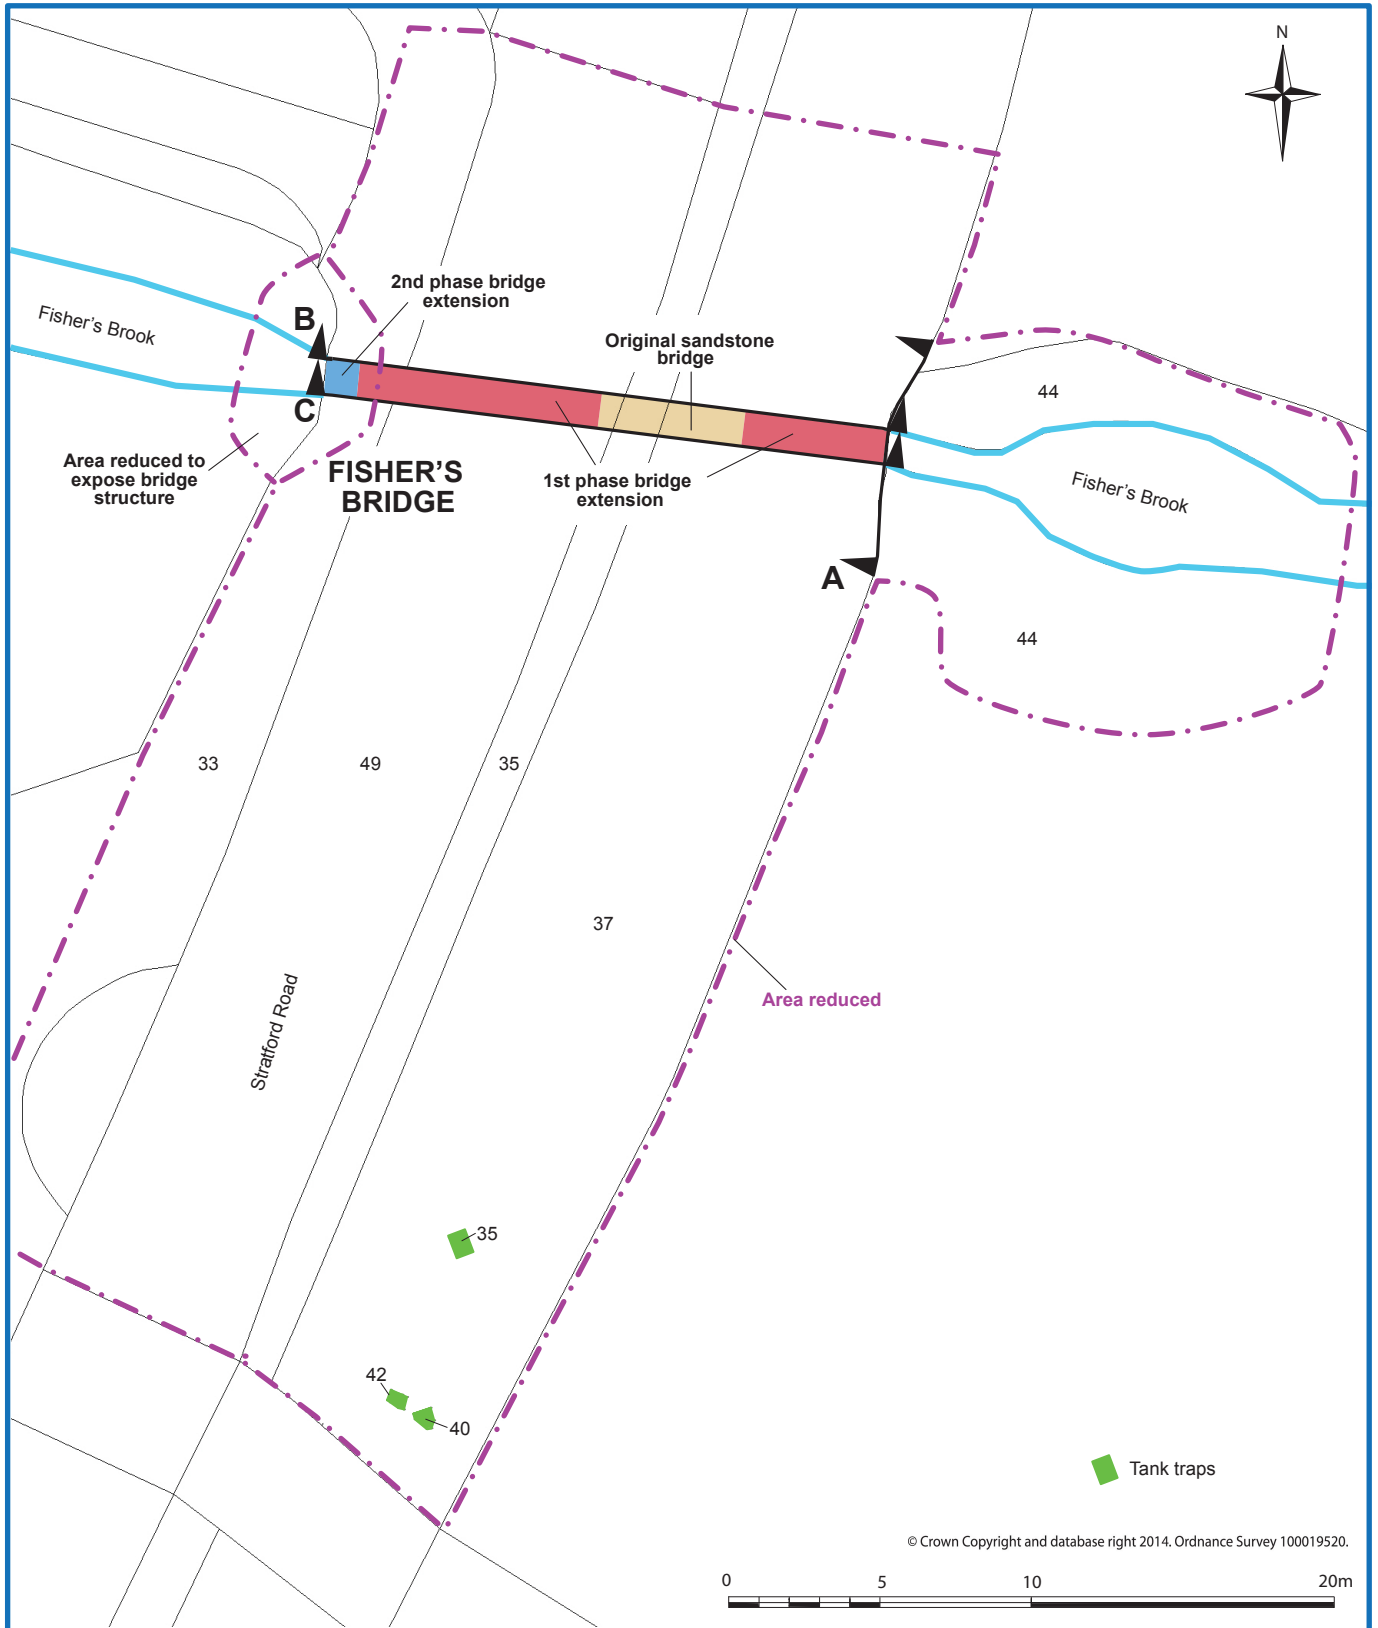 N
2nd phase bridge
extension
B
Fisher's Brook
Original sandstone
bridge
44
C
Area reduced to
expose bridge
structure
FISHER'S
BRIDGE
1st phase bridge
extension
Fisher's Brook
A
44
33
49
35
37
Area reduced
Stratford Road
35
42
40
Tank traps
© Crown Copyright and database right 2014. Ordnance Survey 100019520.
0 5 10 20m